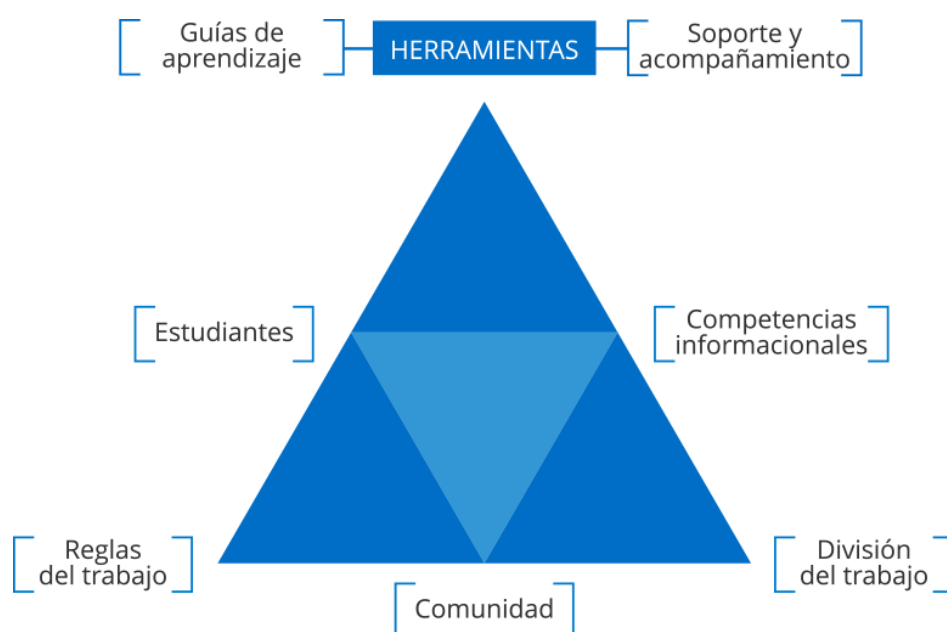 Guías de
aprendizaje
HERRAMIENTAS
Soporte y
acompañamiento
Estudiantes
Competencias
informacionales
Reglas
del trabajo
Comunidad
División
del trabajo